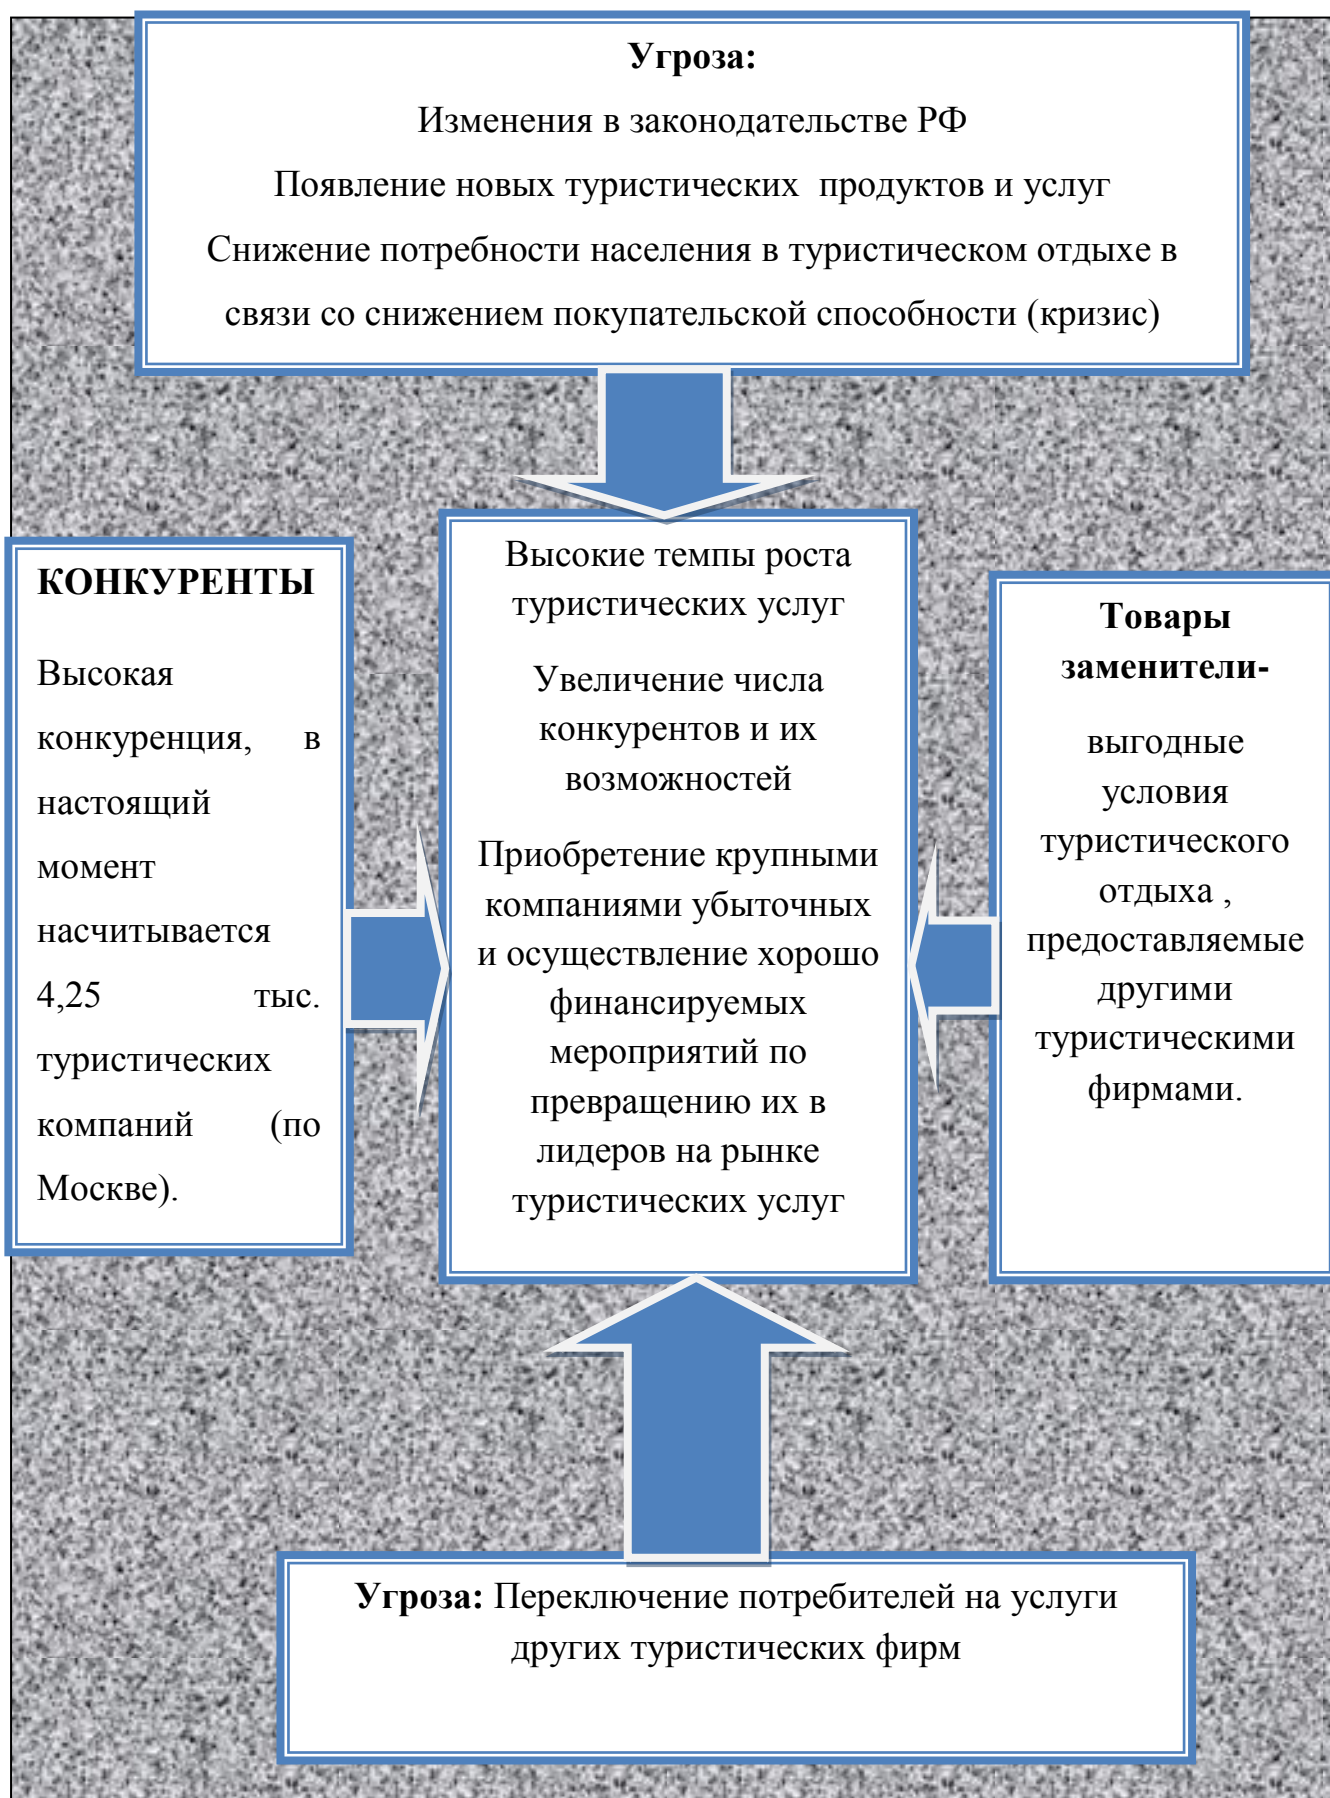 Угроза:
Изменения в законодательстве РФ
Появление новых туристических продуктов и услуг
Снижение потребности населения в туристическом отдыхе в
связи со снижением покупательской способности (кризис)
КОНКУРЕНТЫ
Высокая
конкуренция, в
настоящий
момент
насчитывается
4,25 тыс.
туристических
компаний (по
Москве).
Высокие темпы роста
туристических услуг
Увеличение числа
конкурентов и их
возможностей
Приобретение крупными
компаниями убыточных
и осуществление хорошо
финансируемых
мероприятий по
превращению их в
лидеров на рынке
туристических услуг
Товары
заменители-
выгодные
условия
туристического
отдыха ,
предоставляемые
другими
туристическими
фирмами.
Угроза: Переключение потребителей на услуги
других туристических фирм